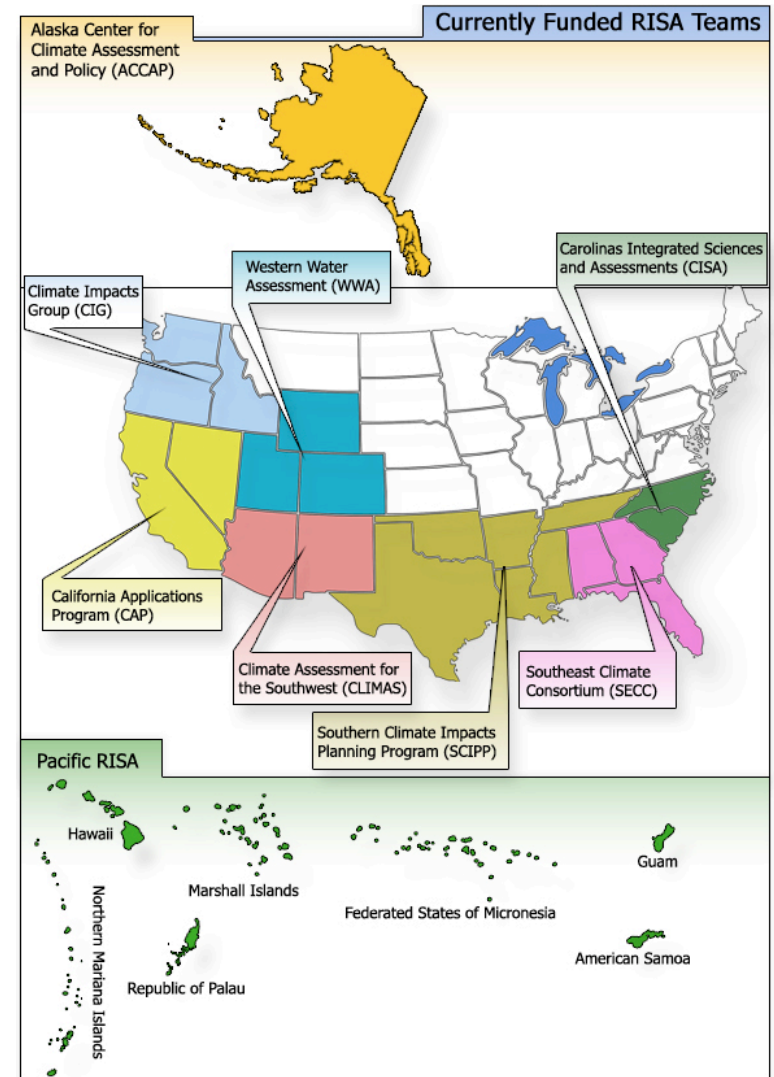 Currently Funded RISA Teams
Alaska Center for
Climate Assessment
and Policy (ACCAP)
Carolinas Integrated Sciences
and Assessments (CISA)
Western Water
Assessment (WWA)
Climate Impacts
Group (CIG)
California Applications
Program (CAP)
Climate Assessment for
the Southwest (CLIMAS)
Southeast Climate
Consortium (SECC)
Southern Climate Impacts
Planning Program (SCIPP)
Pacific RISA
Hawaii
Guam
Marshall Islands
Federated States of Micronesia
Northern Mariana Islands
American Samoa
Republic of Palau